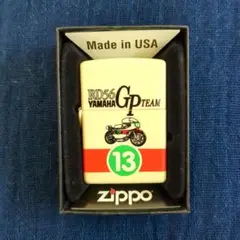 Made in USA
RD56
YAMAHA
GP TEAM
13
zippo